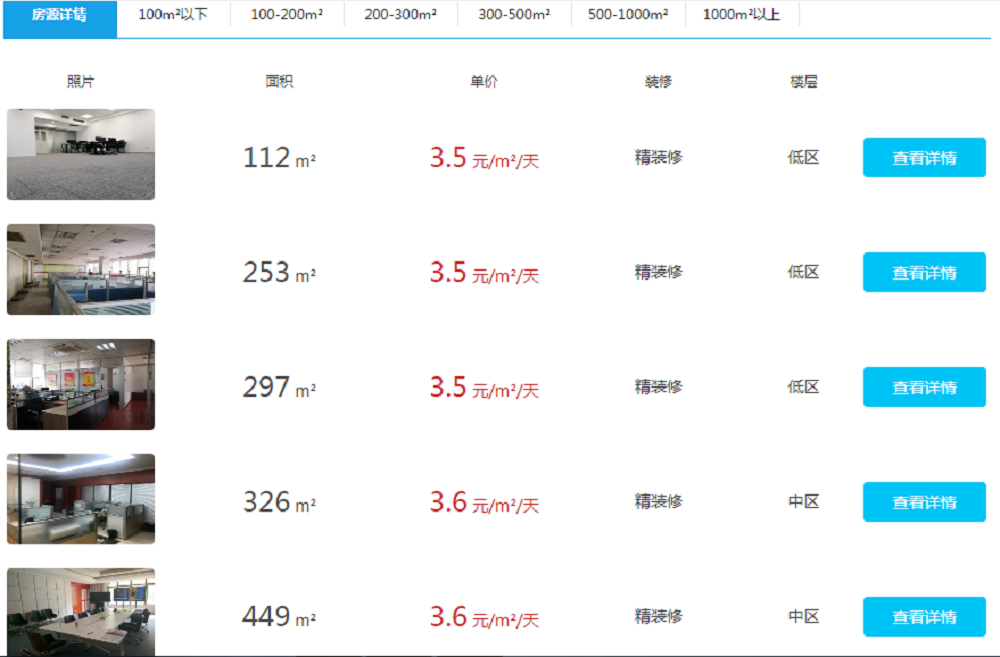 房源详情 100m²以下 100-200m² 200-300m² 300-500m² 500-1000m² 1000m²以上
照片 面积 单价 装修 楼层
112 m² 3.5 元/m²/天 精装修 低区 查看详情
253 m² 3.5 元/m²/天 精装修 低区 查看详情
297 m² 3.5 元/m²/天 精装修 低区 查看详情
326 m² 3.6 元/m²/天 精装修 中区 查看详情
449 m² 3.6 元/m²/天 精装修 中区 查看详情